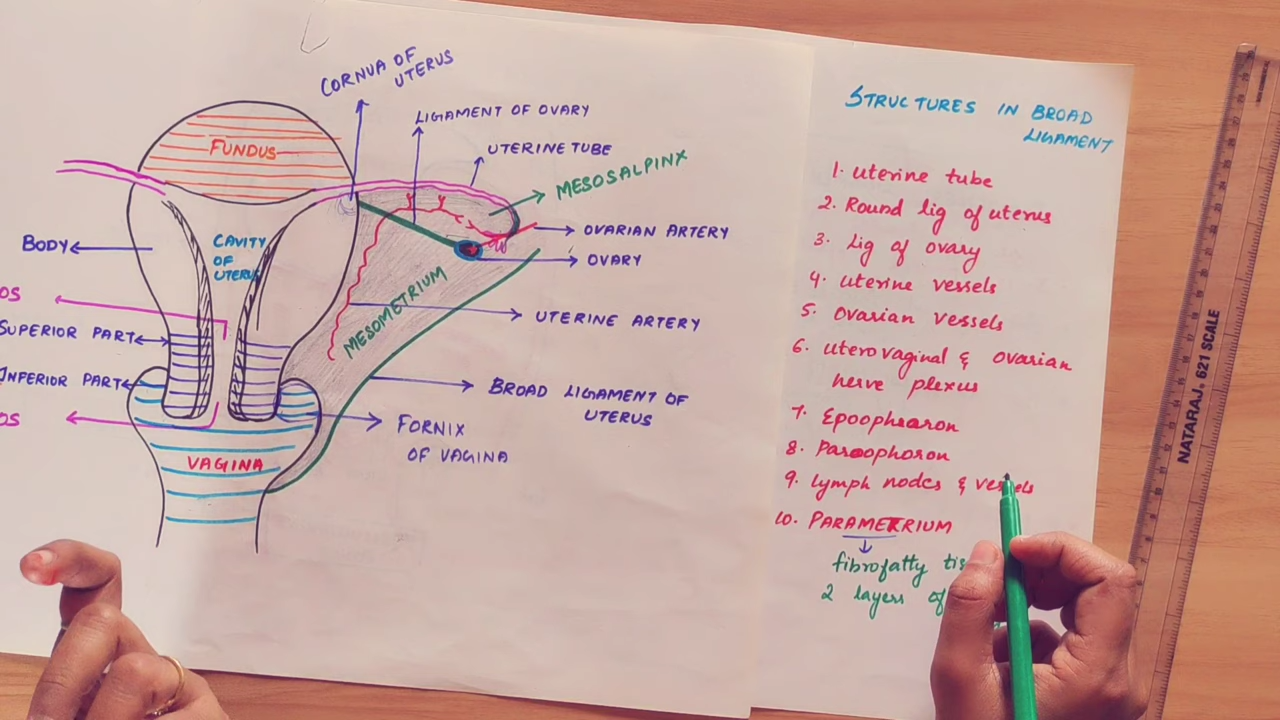 CORNUA OF
UTERUS
LIGAMENT OF OVARY
UTERINE TUBE
MESOSALPINX
FUNDUS
OVARIAN ARTERY
OVARY
BODY
CAVITY
OF
UTERUS
MESOMETRIUM
UTERINE ARTERY
OS
SUPERIOR PART
INFERIOR PART
OS
BROAD LIGAMENT OF
UTERUS
FORNIX
OF VAGINA
VAGINA
STRUCTURES IN BROAD
LIGAMENT
1. Uterine tube
2. Round lig of uterus
3. Lig of ovary
4. Uterine vessels
5. Ovarian vessels
6. Uterovaginal & Ovarian
nerve plexus
7. Epoophearon
8. Paroophoron
9. Lymph nodes & vessels
10. PARAMETRIUM
fibrofatty
2 layers of
NATARAJ. 621 SCALE